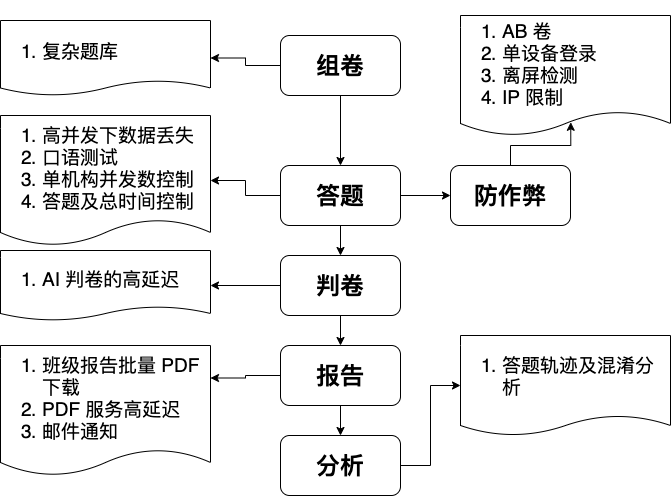 1. 复杂题库
组卷
1. AB 卷
2. 单设备登录
3. 离屏检测
4. IP 限制
1. 高并发下数据丢失
2. 口语测试
3. 单机构并发数控制
4. 答题及总时间控制
答题
防作弊
1. AI 判卷的高延迟
判卷
1. 班级报告批量 PDF
下载
2. PDF 服务高延迟
3. 邮件通知
报告
1. 答题轨迹及混淆分
析
分析